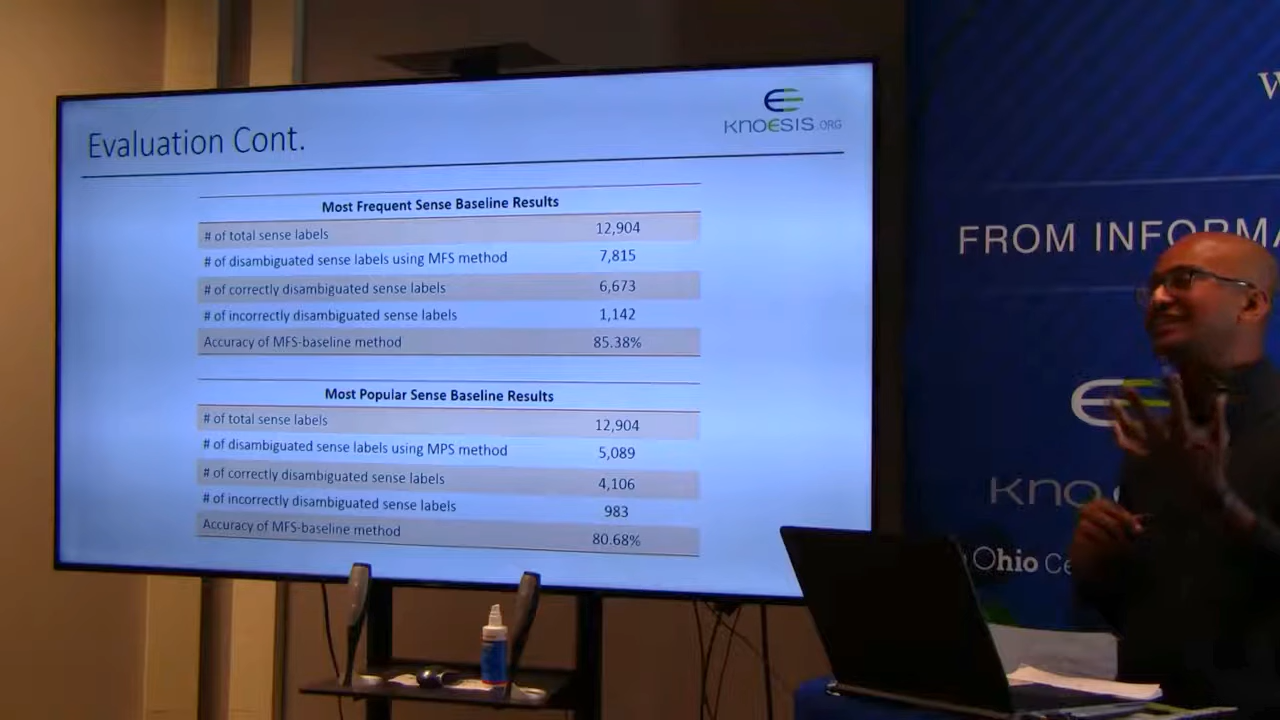 Evaluation Cont.
KNOESIS.ORG
Most Frequent Sense Baseline Results
# of total sense labels 12,904
# of disambiguated sense labels using MFS method 7,815
# of correctly disambiguated sense labels 6,673
# of incorrectly disambiguated sense labels 1,142
Accuracy of MFS-baseline method 85.38%
Most Popular Sense Baseline Results
# of total sense labels 12,904
# of disambiguated sense labels using MPS method 5,089
# of correctly disambiguated sense labels 4,106
# of incorrectly disambiguated sense labels 983
Accuracy of MFS-baseline method 80.68%
W
FROM INFORMA
kno
Ohio Ce